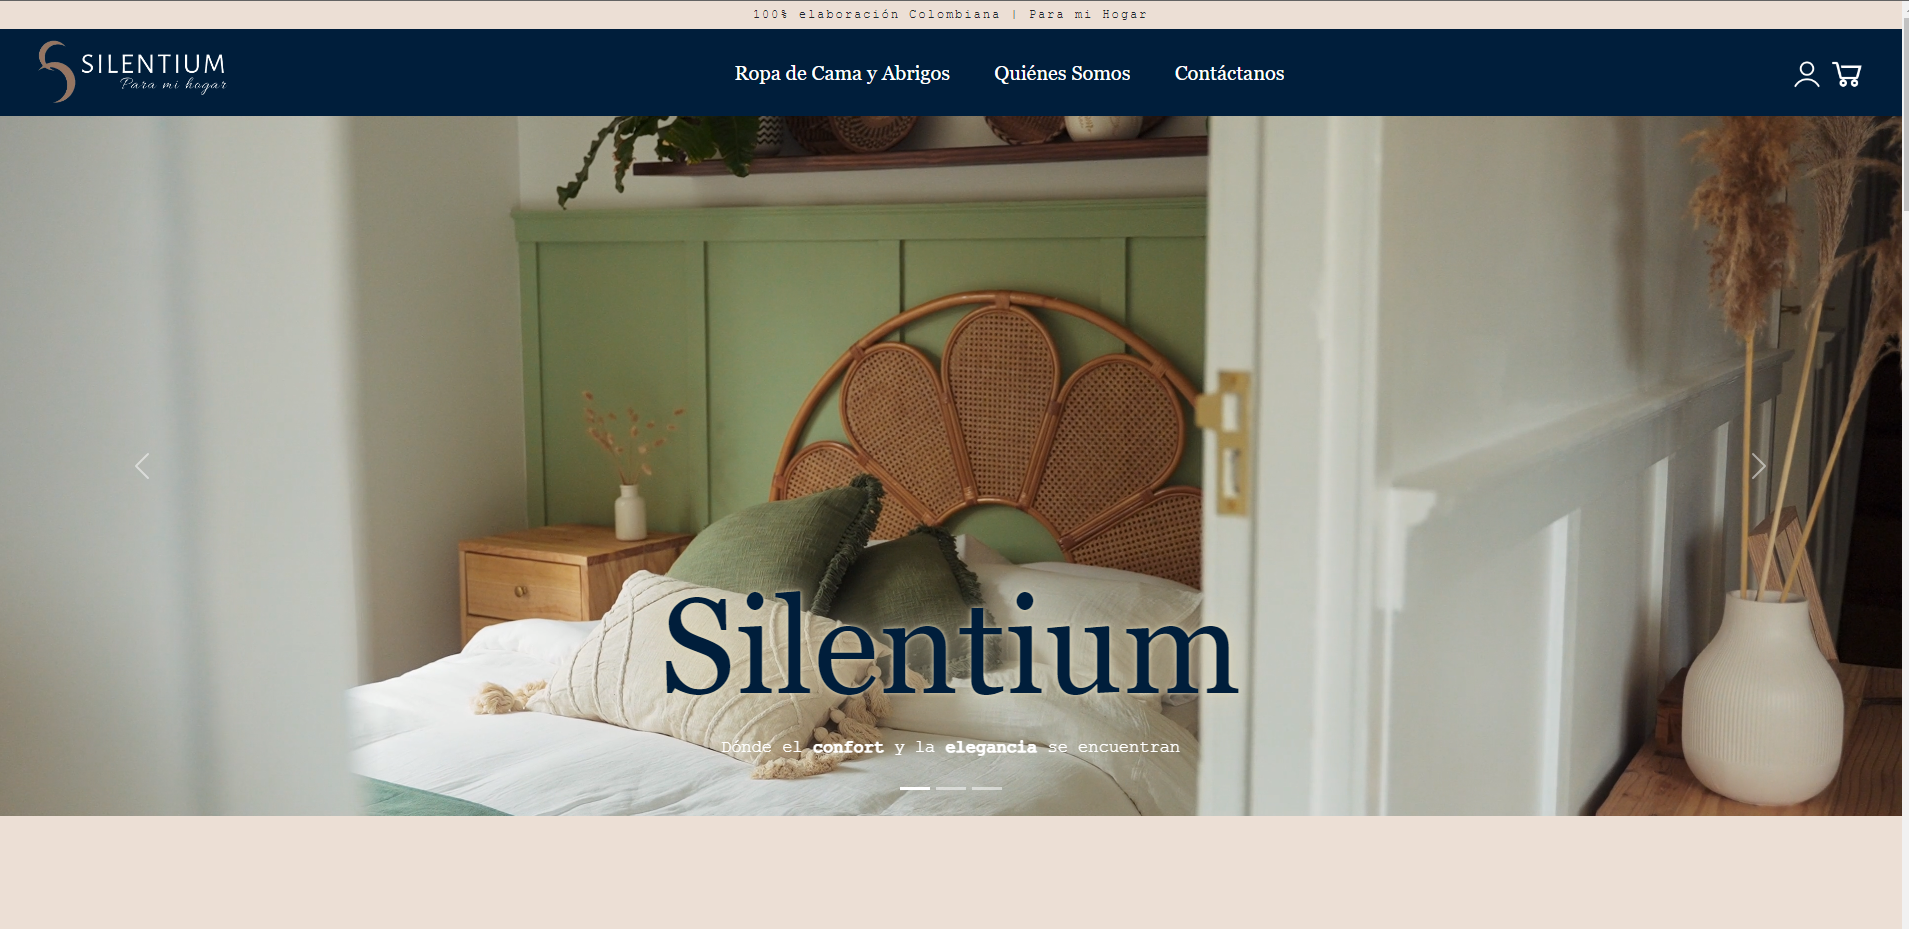 100% elaboración Colombiana | Para mi Hogar
SILENTIUM
Para mi hogar
Ropa de Cama y Abrigos
Quiénes Somos
Contáctanos
Silentium
Dónde el confort y la elegancia se encuentran